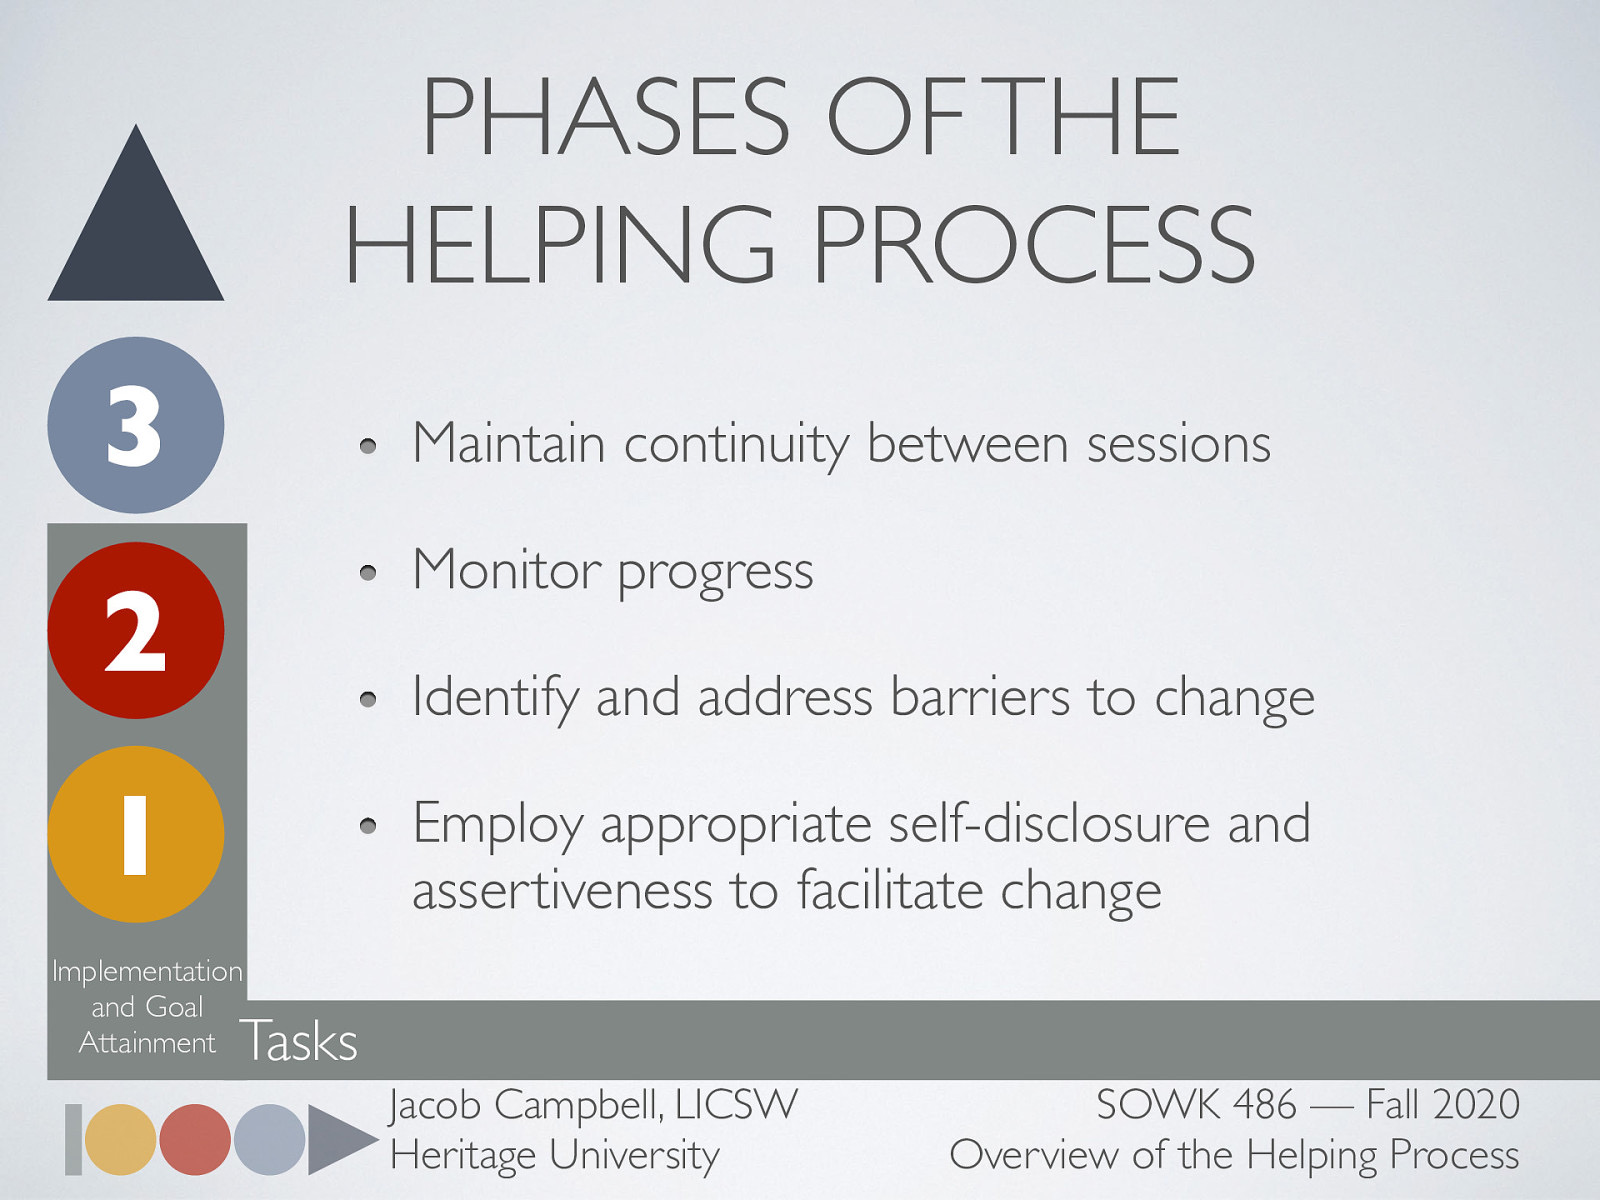 PHASES OF THE
HELPING PROCESS
3
2
1
• Maintain continuity between sessions
• Monitor progress
• Identify and address barriers to change
• Employ appropriate self-disclosure and
assertiveness to facilitate change
Implementation
and Goal
Attainment
Tasks
Jacob Campbell, LICSW
Heritage University
SOWK 486 — Fall 2020
Overview of the Helping Process